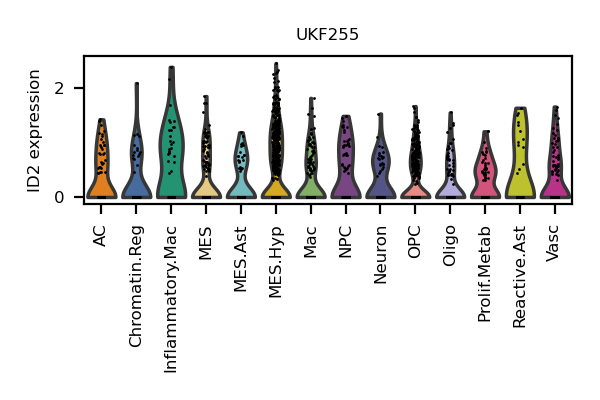 UKF255
ID2 expression
2
0
AC
Chromatin.Reg
Inflammatory.Mac
MES
MES.Ast
MES.Hyp
Mac
NPC
Neuron
OPC
Oligo
Prolif.Metab
Reactive.Ast
Vasc